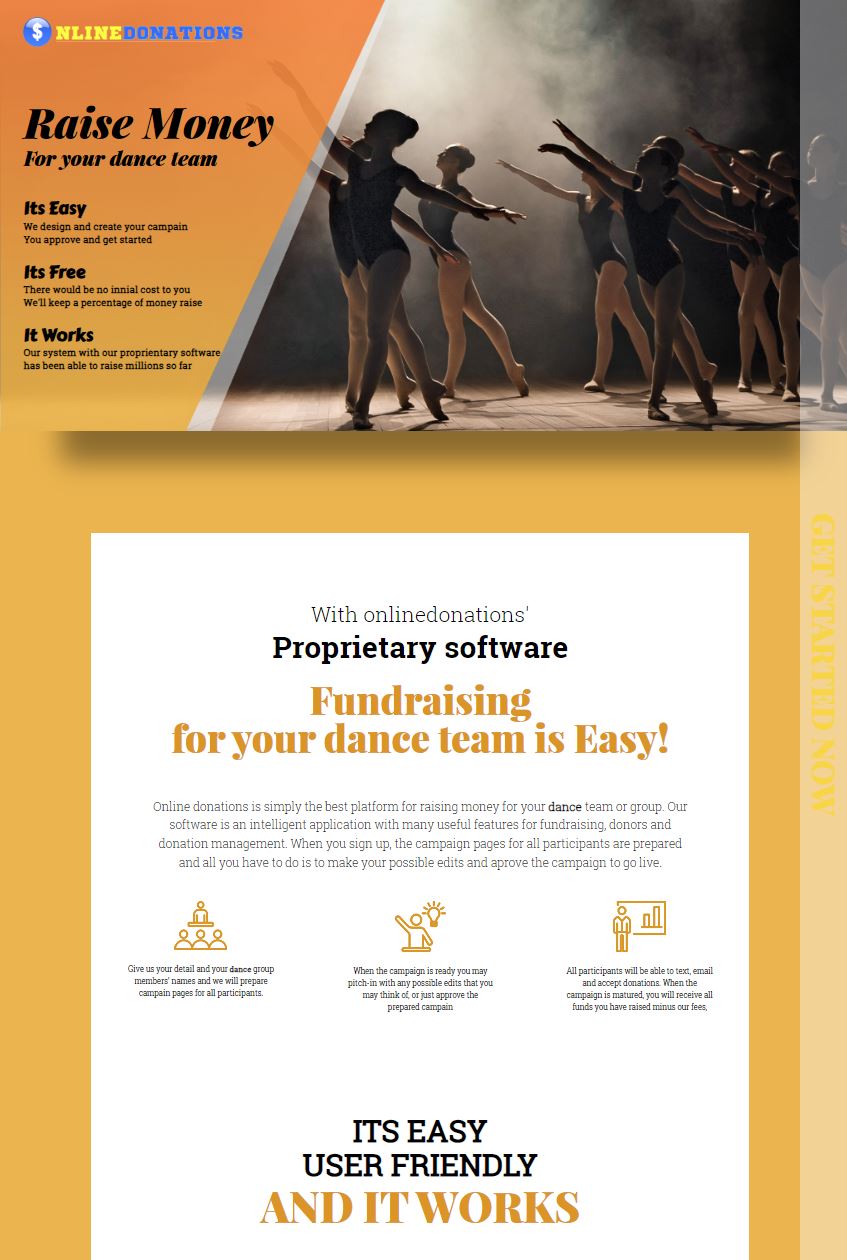 $ NLINEDONATIONS
Raise Money
For your dance team
Its Easy
We design and create your campain
You approve and get started
Its Free
There would be no innial cost to you
We'll keep a percentage of money raise
It Works
Our system with our proprientary software
has been able to raise millions so far
GET STARTED NOW
With onlinedonations'
Proprietary software
Fundraising
for your dance team is Easy!
Online donations is simply the best platform for raising money for your dance team or group. Our
software is an intelligent application with many useful features for fundraising, donors and
donation management. When you sign up, the campaign pages for all participants are prepared
and all you have to do is to make your possible edits and aprove the campaign to go live.
Give us your detail and your dance group
members' names and we will prepare
campain pages for all participants.
When the campaign is ready you may
pitch-in with any possible edits that you
may think of, or just approve the
prepared campain
All participants will be able to text, email
and accept donations. When the
campaign is matured, you will receive all
funds you have raised minus our fees,
ITS EASY
USER FRIENDLY
AND IT WORKS